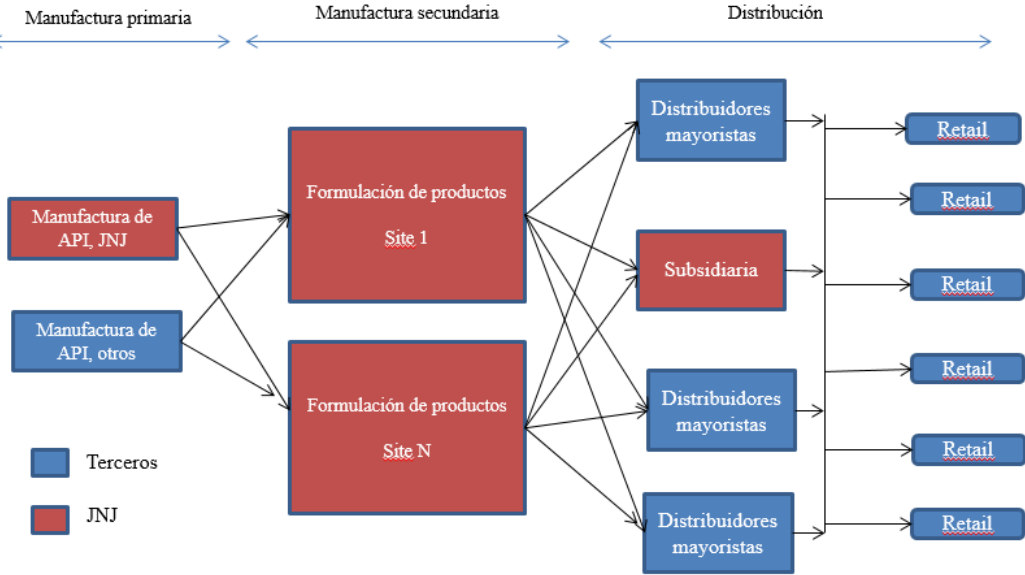 Manufactura primaria
Manufactura secundaria
Distribución
Manufactura de
API, JNJ
Manufactura de
API, otros
Formulación de productos
Site 1
Formulación de productos
Site N
Distribuidores
mayoristas
Subsidiaria
Distribuidores
mayoristas
Distribuidores
mayoristas
Retail
Retail
Retail
Retail
Retail
Retail
Terceros
JNJ